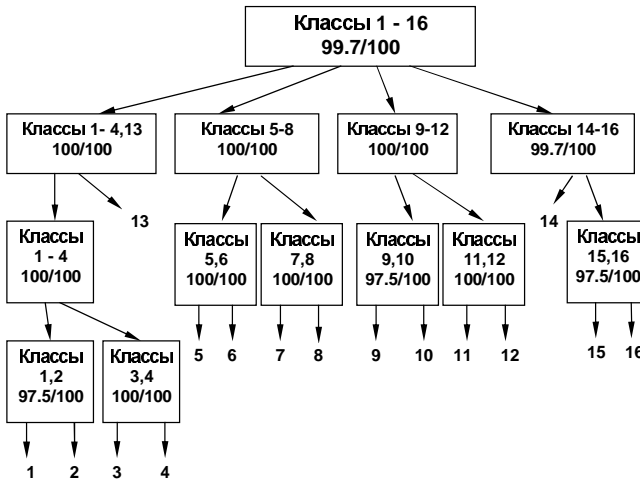 Классы 1 - 16
99.7/100
Классы 1- 4,13
100/100
Классы 5-8
100/100
Классы 9-12
100/100
Классы 14-16
99.7/100
13
14
Классы
1 - 4
100/100
Классы
5,6
100/100
Классы
7,8
100/100
Классы
9,10
97.5/100
Классы
11,12
100/100
Классы
15,16
97.5/100
5
6
7
8
9
10
11
12
15
16
Классы
1,2
97.5/100
Классы
3,4
100/100
1
2
3
4